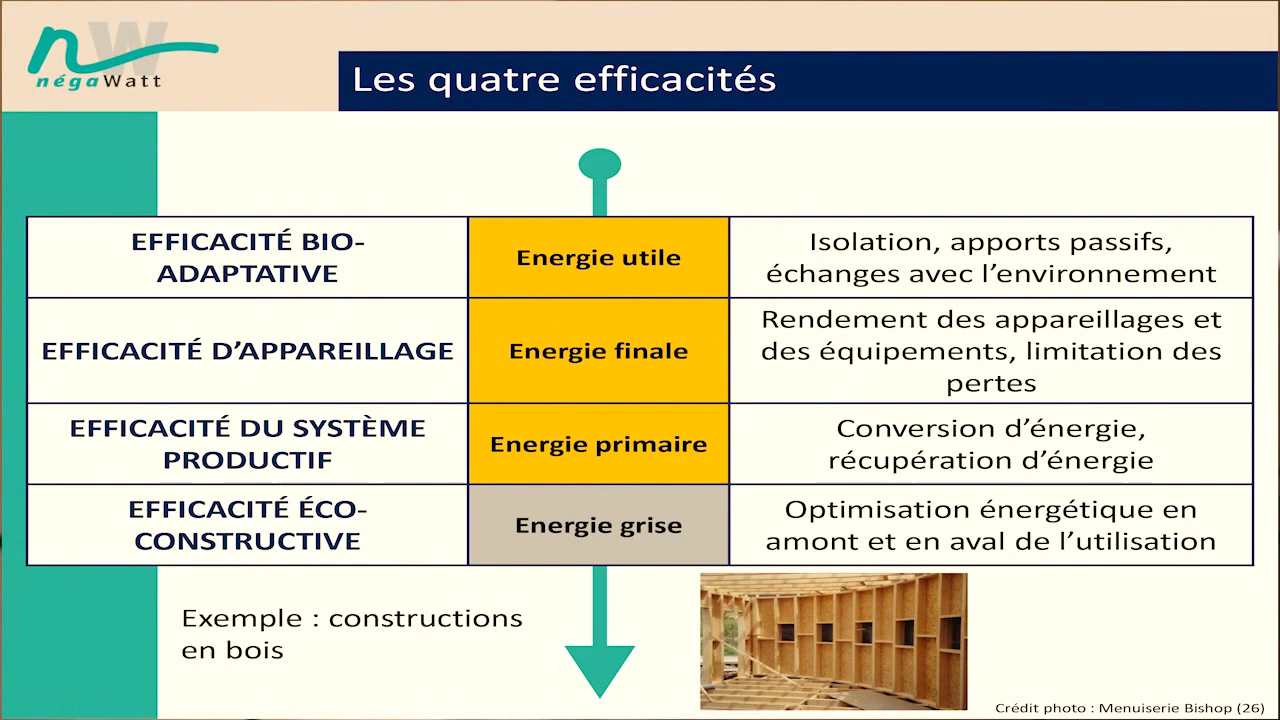 nW
négaWatt
Les quatre efficacités
EFFICACITÉ BIO-
ADAPTATIVE
Energie utile
Isolation, apports passifs,
échanges avec l’environnement
EFFICACITÉ D’APPAREILLAGE
Energie finale
Rendement des appareillages et
des équipements, limitation des
pertes
EFFICACITÉ DU SYSTÈME
PRODUCTIF
Energie primaire
Conversion d’énergie,
récupération d’énergie
EFFICACITÉ ÉCO-
CONSTRUCTIVE
Energie grise
Optimisation énergétique en
amont et en aval de l’utilisation
Exemple : constructions
en bois
Crédit photo : Menuiserie Bishop (26)